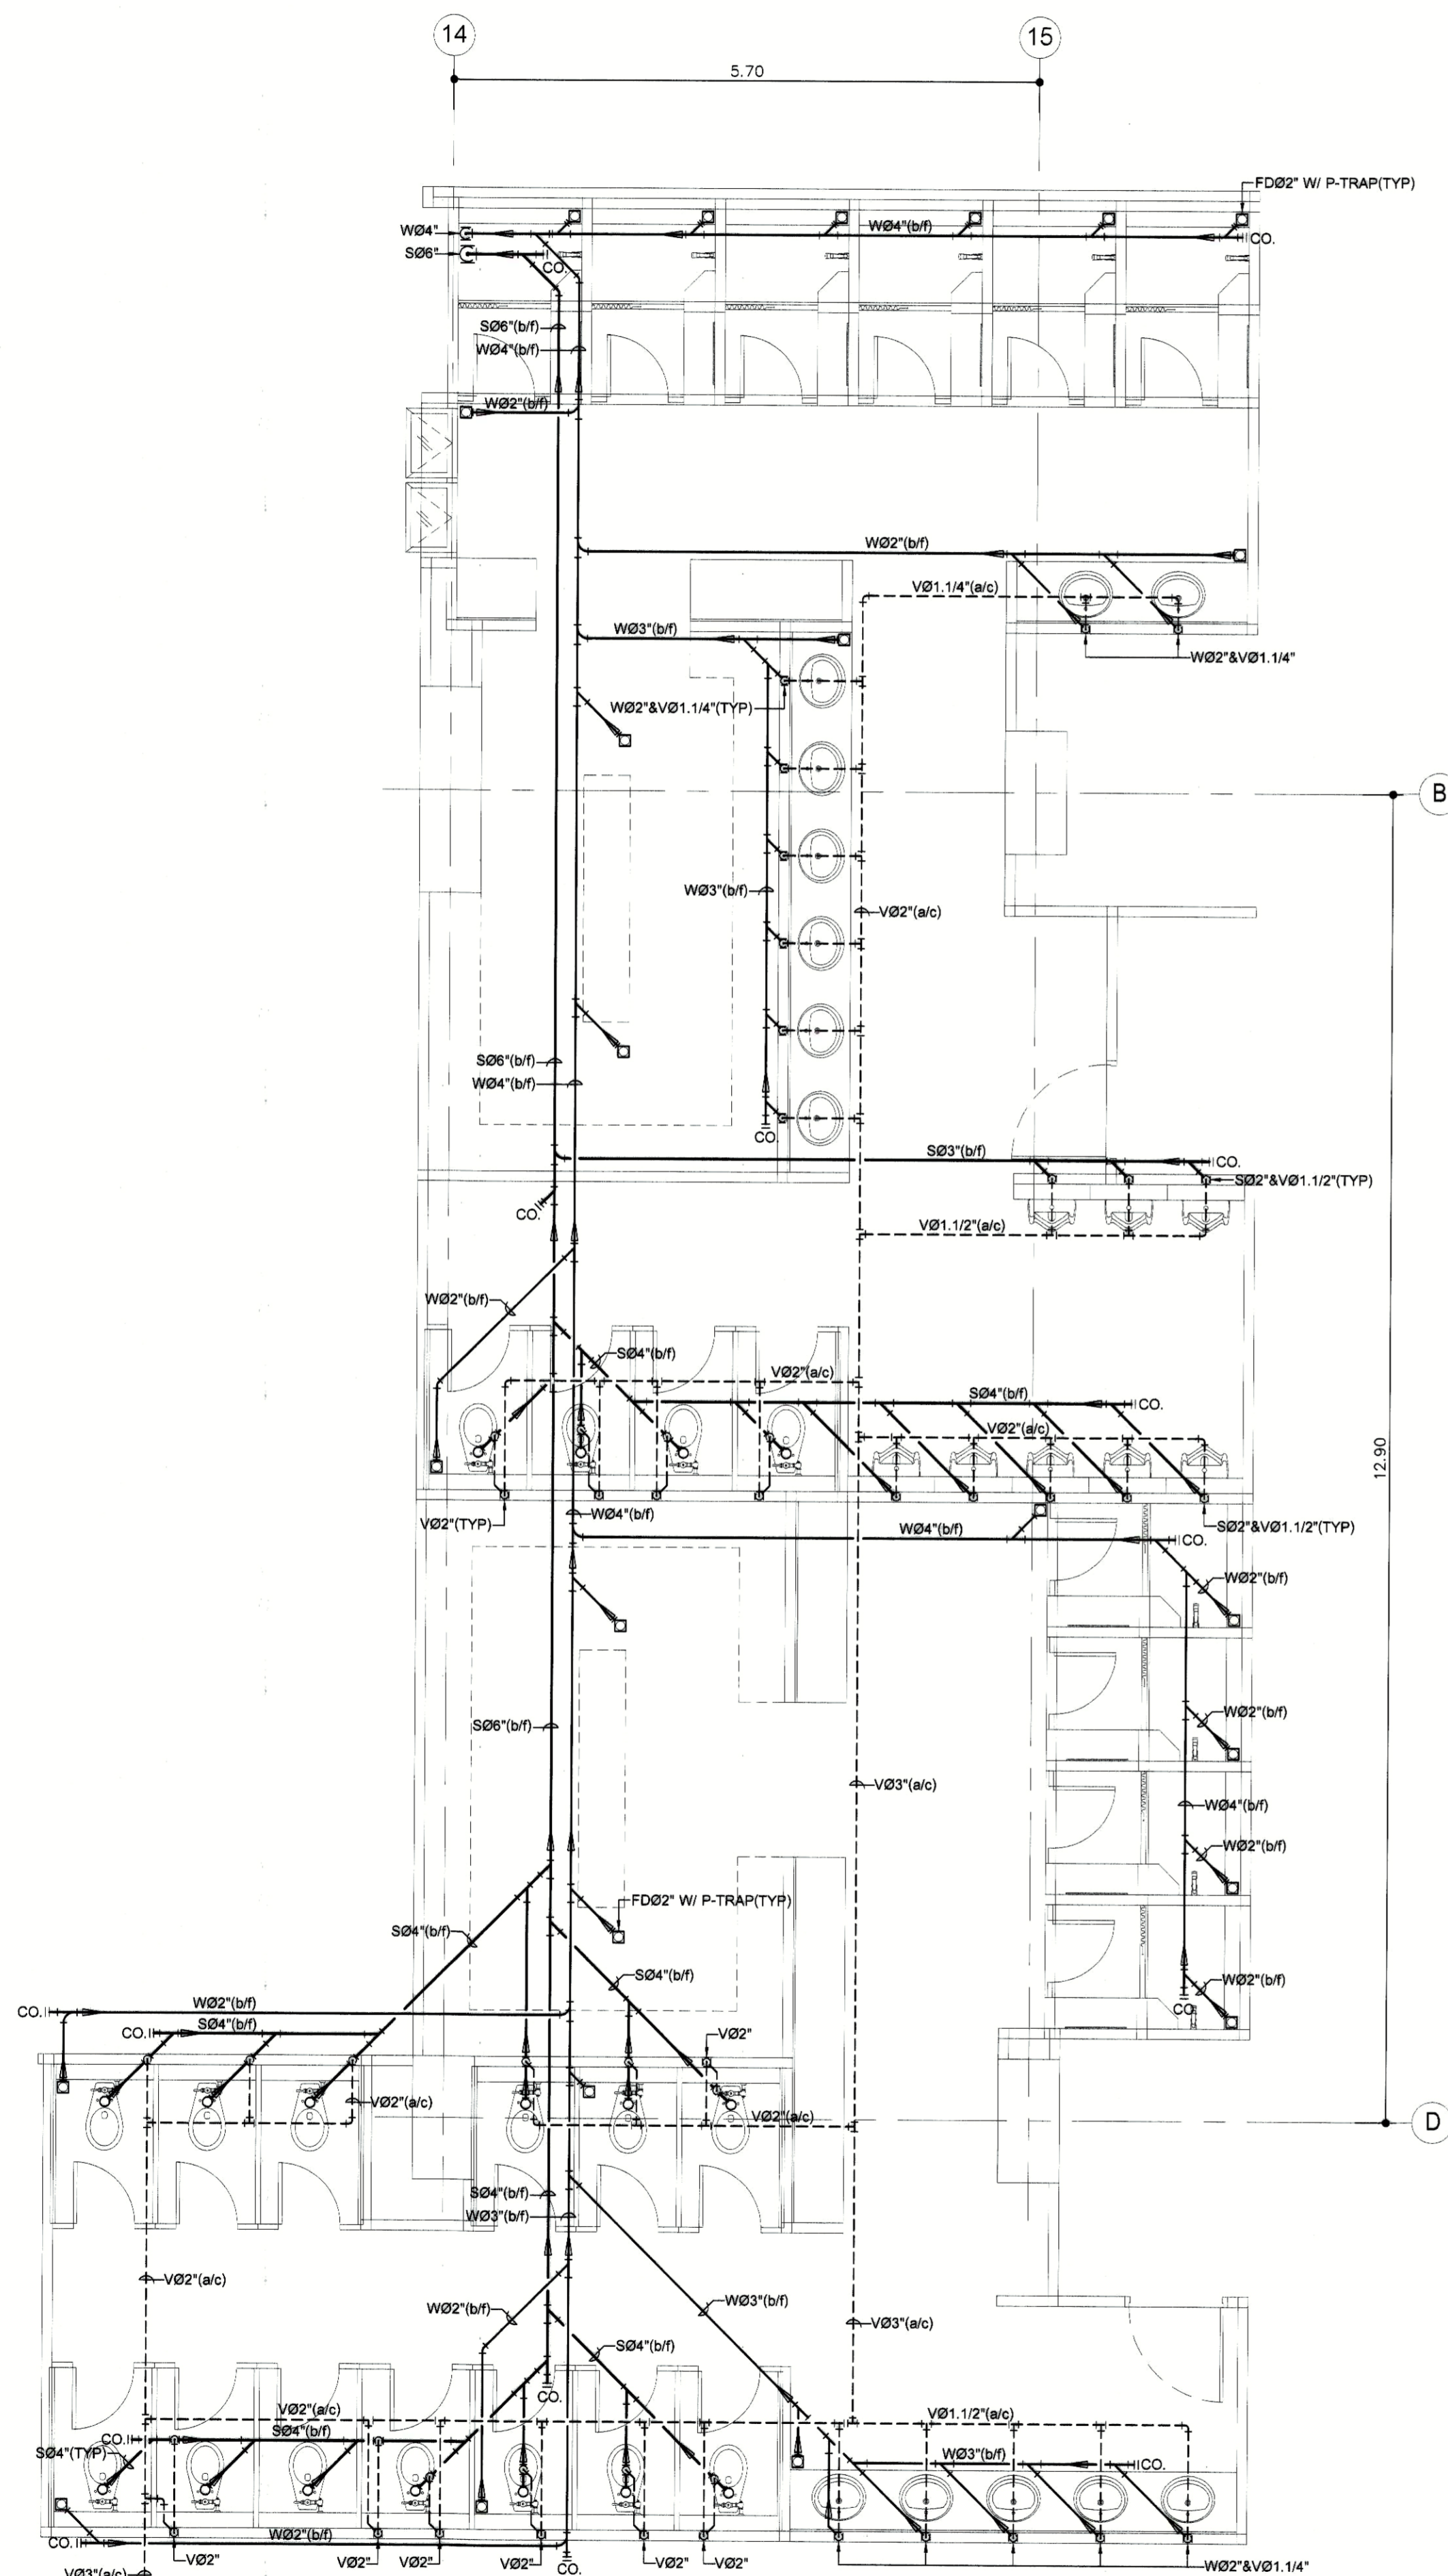 14
15
5.70
FDØ2" W/ P-TRAP(TYP)
WØ4"
WØ4"(b/f)
CO.
SØ6"
CO.
SØ6"(b/f)
WØ4"(b/f)
WØ2"(b/f)
WØ2"(b/f)
VØ1.1/4"(a/c)
WØ3"(b/f)
WØ2"&VØ1.1/4"
WØ2"&VØ1.1/4"(TYP)
B
WØ3"(b/f)
VØ2"(a/c)
SØ6"(b/f)
WØ4"(b/f)
CO.
SØ3"(b/f)
CO.
SØ2"&VØ1.1/2"(TYP)
CO.
VØ1.1/2"(a/c)
WØ2"(b/f)
SØ4"(b/f)
VØ2"(a/c)
SØ4"(b/f)
CO.
VØ2"(a/c)
12.90
WØ4"(b/f)
VØ2"(TYP)
WØ4"(b/f)
SØ2"&VØ1.1/2"(TYP)
CO.
WØ2"(b/f)
WØ2"(b/f)
SØ6"(b/f)
VØ3"(a/c)
WØ4"(b/f)
WØ2"(b/f)
FDØ2" W/ P-TRAP(TYP)
SØ4"(b/f)
SØ4"(b/f)
WØ2"(b/f)
WØ2"(b/f)
CO.
CO.
SØ4"(b/f)
CO.
VØ2"
VØ2"(a/c)
VØ2"(a/c)
D
SØ4"(b/f)
WØ3"(b/f)
VØ2"(a/c)
WØ2"(b/f)
WØ3"(b/f)
VØ3"(a/c)
SØ4"(b/f)
CO.
VØ2"(a/c)
VØ1.1/2"(a/c)
SØ4"(b/f)
CO.
SØ4"(TYP)
WØ3"(b/f)
CO.
WØ2"(b/f)
CO.
VØ2"
VØ2"
VØ2"
VØ2"
CO.
VØ2"
VØ2"
WØ2"&VØ1.1/4"
VØ3"(a/c)